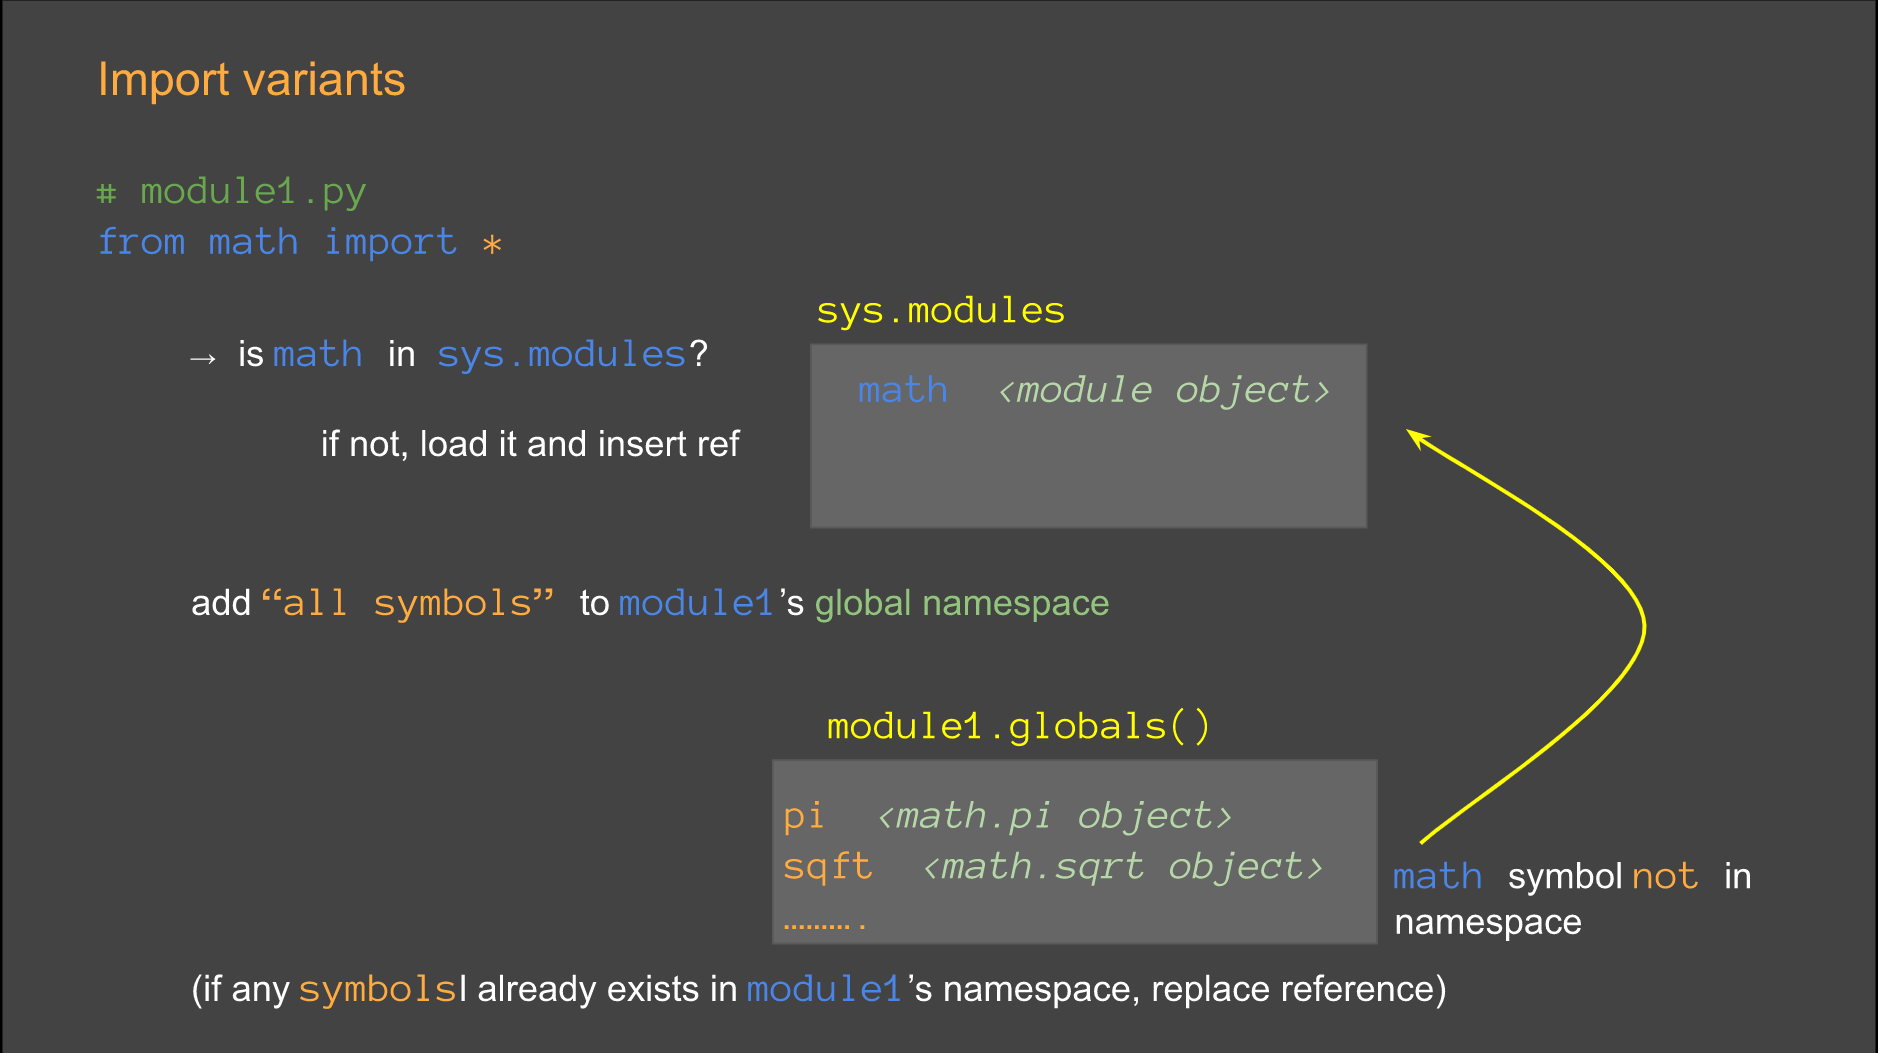 Import variants
# module1.py
from math import *
sys.modules
→ is math in sys.modules?
math <module object>
if not, load it and insert ref
add “all symbols” to module1’s global namespace
module1.globals()
pi <math.pi object>
sqft <math.sqrt object>
……….
math symbol not in
namespace
(if any symbolsl already exists in module1’s namespace, replace reference)